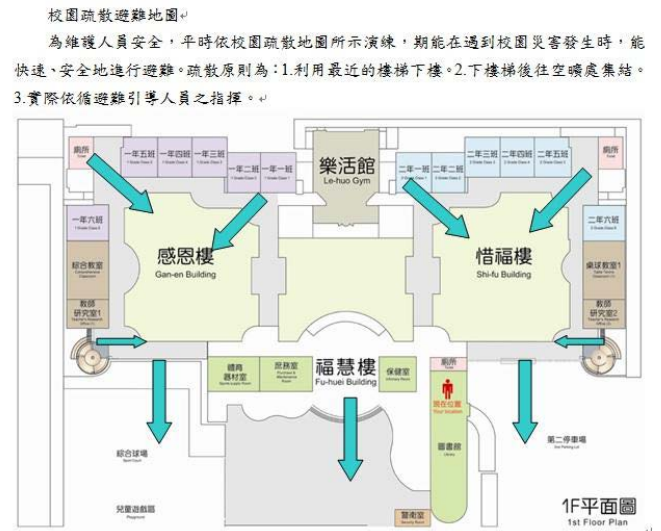 校園疏散避難地圖
為維護人員安全，平時依校園疏散地圖所示演練，期能在遇到校園災害發生時，能
快速、安全地進行避難。疏散原則為：1.利用最近的樓梯下樓。2.下樓梯後往空曠處集結。
3.實際依循避難引導人員之指揮。
廁所
Toilet
一年五班
一年四班
一年三班
一年二班
一年一班
樂活館
Le-huo Gym
二年一班
二年二班
二年三班
二年四班
二年五班
廁所
Toilet
一年六班
感恩樓
Gan-en Building
惜福樓
Shi-fu Building
二年六班
綜合教室
桌球教室1
教師
研究室1
教師
研究室2
體育
器材室
庶務室
福慧樓
Fu-huei Building
保健室
廁所
Toilet
現在位置
Your location
圖書館
Library
綜合球場
Sport Court
第二停車場
兒童遊戲區
Playground
警衛室
Security Room
1F平面圖
1st Floor Plan